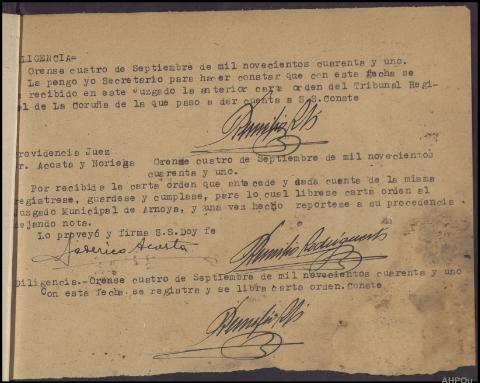 LIGENCIA=
Orense cuatro de Septiembre de mil novecientos cuarenta y uno.
La pongo yo Secretario para hacer constar que con esta fecha se
a recibido en este Juzgado la anterior carta orden del Tribunal Regi-
al de La Coruña de la que paso a dar cuenta a S.S.Conste
rovidencia Juez
r. Acosta y Noriega Orense cuatro de Septiembre de mil novecientos
cuarenta y uno.
Por recibida la carta orden que antecede y dada cuenta de la misma
registrese, guardese y cumplase, para lo cual librese carta orden al
uzgado Municipal de Arnoya, y una vez hecho reportese a su procedencia
dejando nota.
Lo proveyó y firma S.S.Doy fe
Federico Acosta
Remilio Rodriguez
Diligencia.-Orense cuatro de Septiembre de mil novecientos cuarenta y uno
Con esta fecha se registra y se libra carta orden.Conste
AHPOu